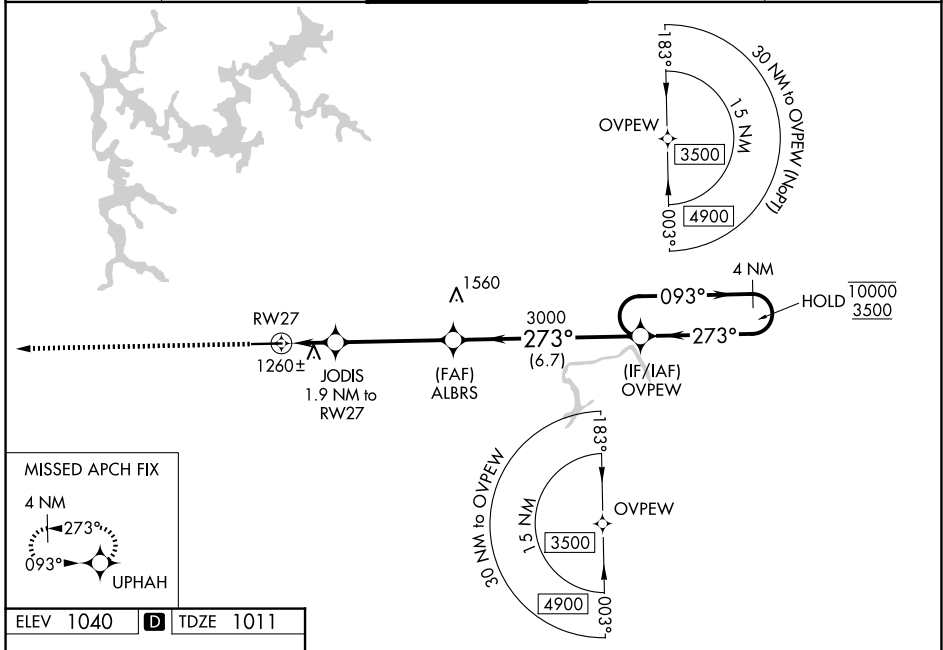 183°
30 NM to OVPEW (NoPT)
15 NM
OVPEW
3500
4900
003°
1560
4 NM
093°
HOLD
10000
3500
RW27
3000
273°
273°
(6.7)
1260±
JODIS
1.9 NM to
RW27
(FAF)
ALBRS
(IF/IAF)
OVPEW
183°
30 NM to OVPEW
15 NM
OVPEW
3500
4900
003°
MISSED APCH FIX
4 NM
273°
093°
UPHAH
ELEV 1040 D TDZE 1011